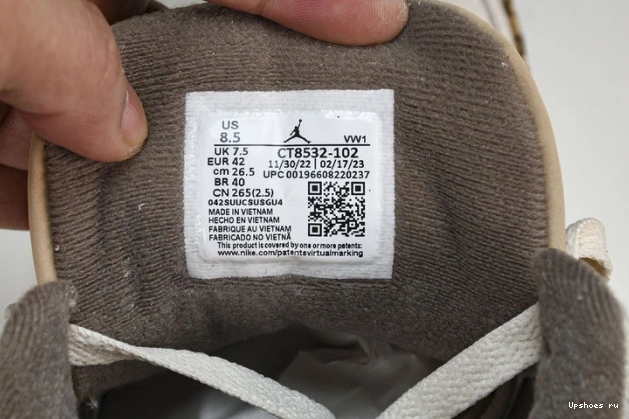 US
8.5
VW1
UK 7.5
CT8532-102
EUR 42
11/30/22 | 02/17/23
cm 26.5
UPC 00196608220237
BR 40
CN 265(2.5)
042SUUCSUSGU4
MADE IN VIETNAM
HECHO EN VIETNAM
FABRIQUE AU VIETNAM
FABRICADO NO VIETNÃ
This product is covered by one or more patents:
www.nike.com/patentsvirtualmarking
Upshoes ru